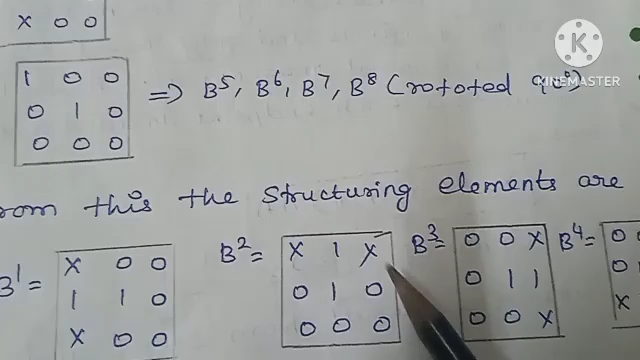 X 0 0
1 0 0
0 1 0 => B5, B6, B7, B8 (rototed 90°)
0 0 0
rom this the structuring elements are
B1 = X 0 0 B2 = X 1 X B3 = 0 0 X B4 = 0
1 1 0 0 1 0 0 1 1 0
X 0 0 0 0 0 0 0 X X
K
KINEMASTER